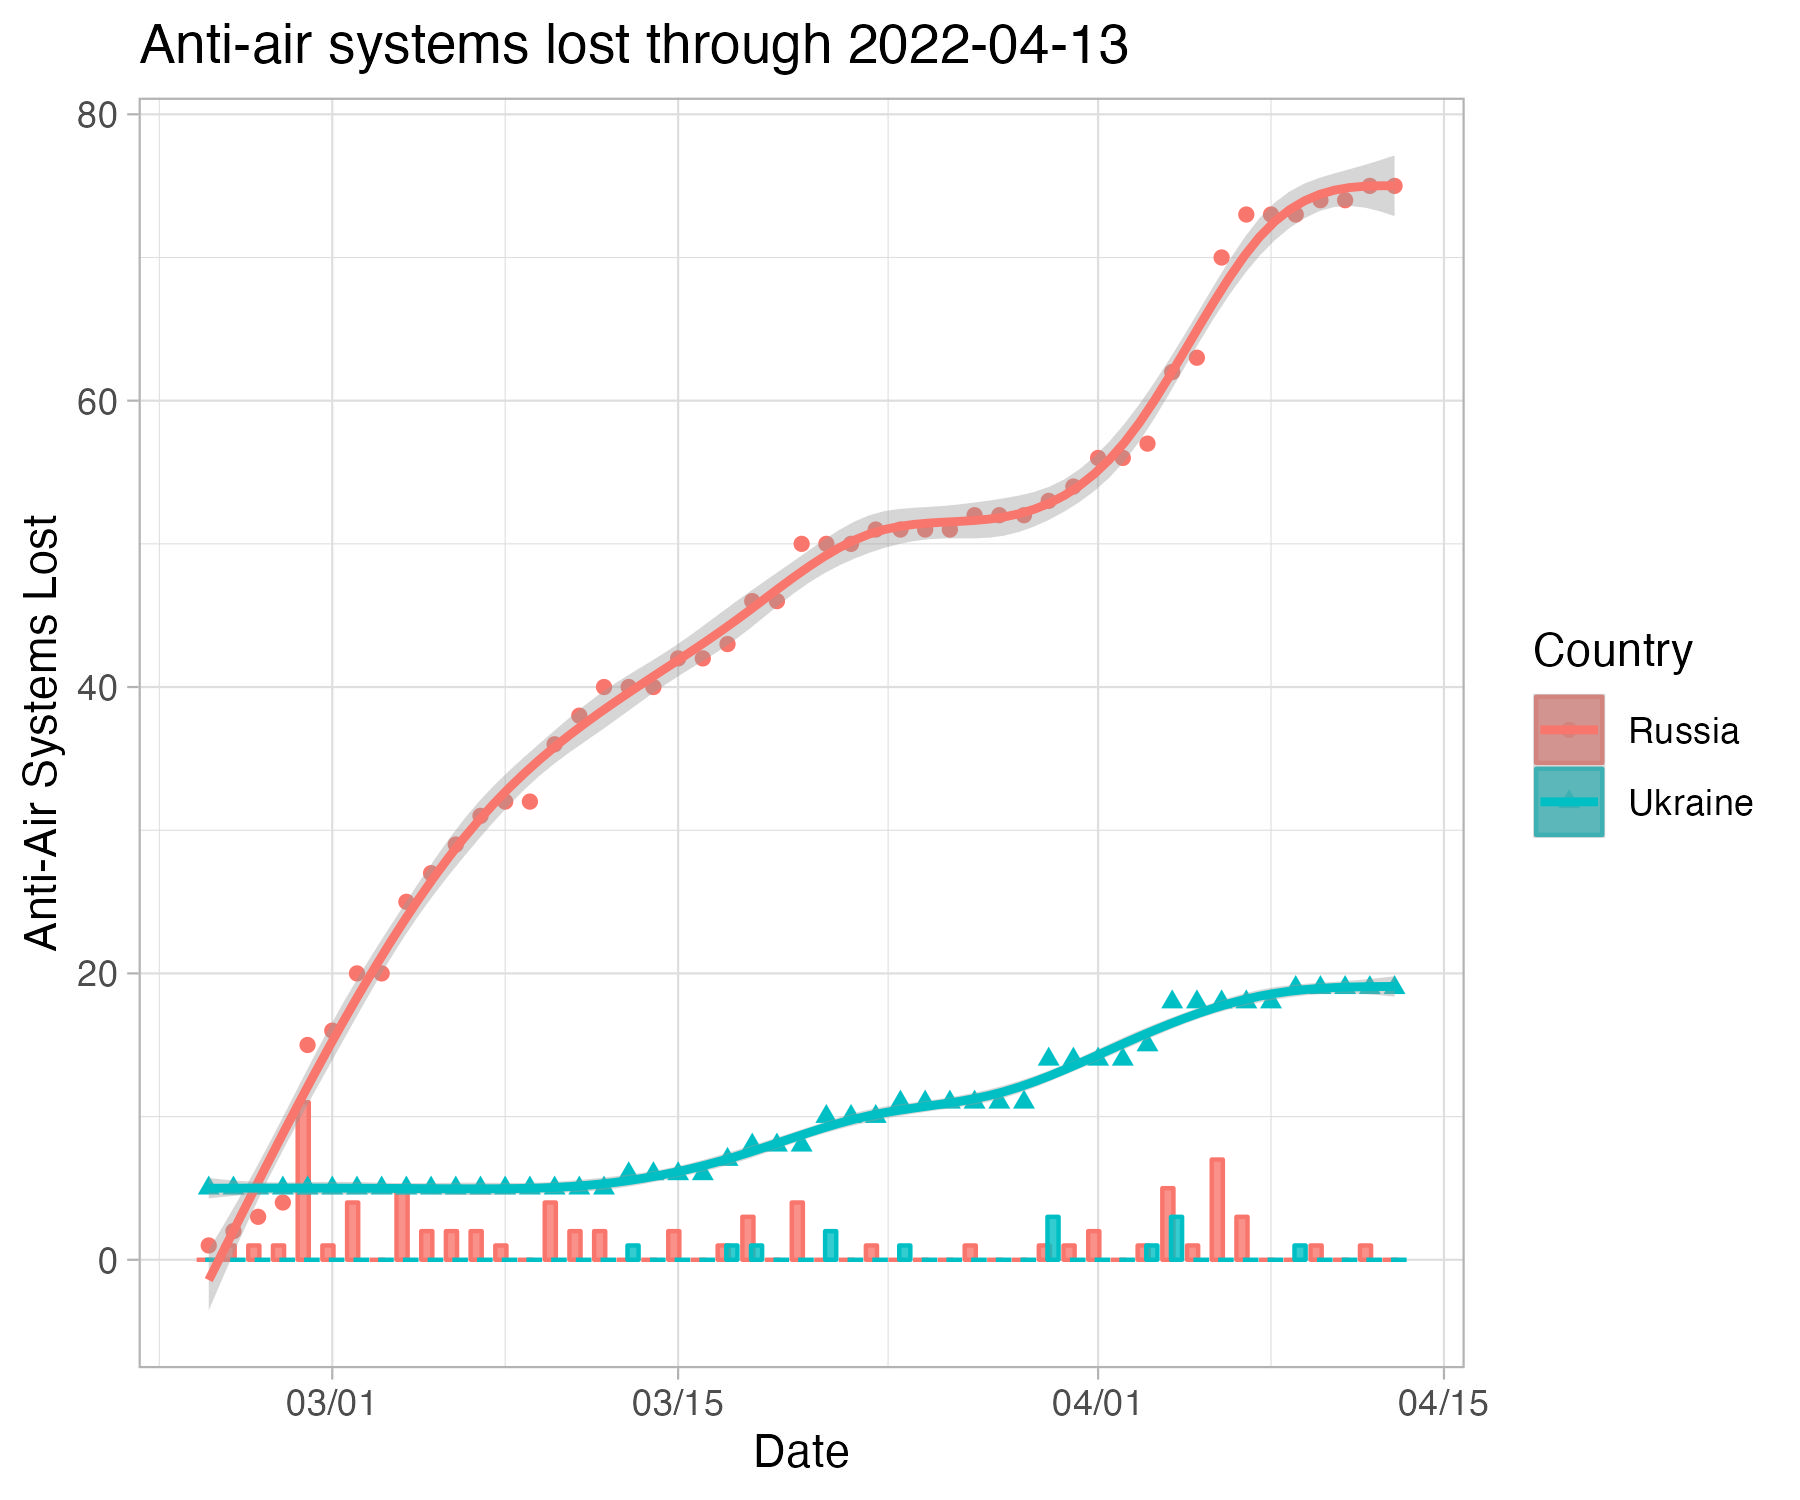 Anti-air systems lost through 2022-04-13
Anti-Air Systems Lost
80
60
40
20
0
03/01 03/15 04/01 04/15
Date
Country
Russia
Ukraine